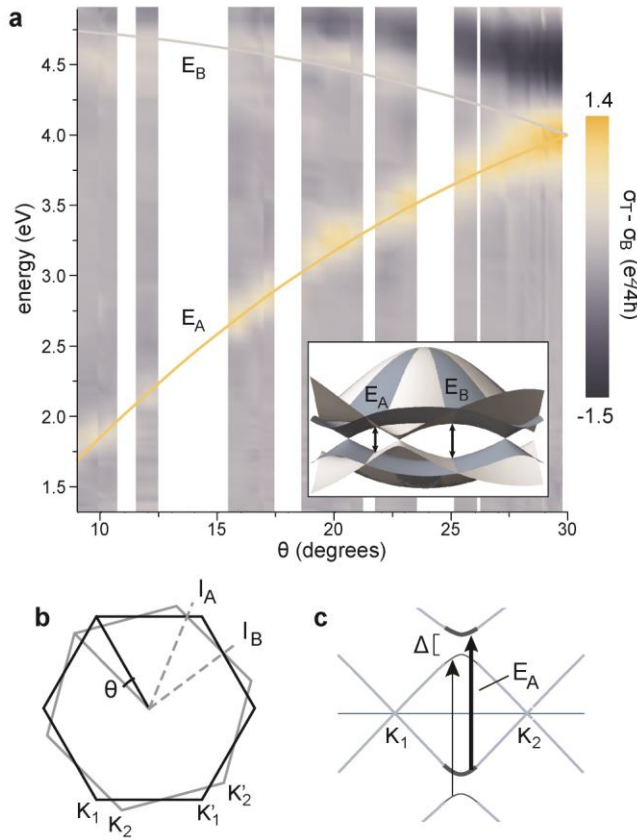 a
4.5
4.0
3.5
3.0
2.5
2.0
1.5
energy (eV)
E_B
E_A
E_A
E_B
10
15
20
25
30
θ (degrees)
1.4
-1.5
σ_T- σ_B (e²/4h)
b
I_A
I_B
θ
K_1
K_2
K'_1
K'_2
c
Δ[
E_A
K_1
K_2